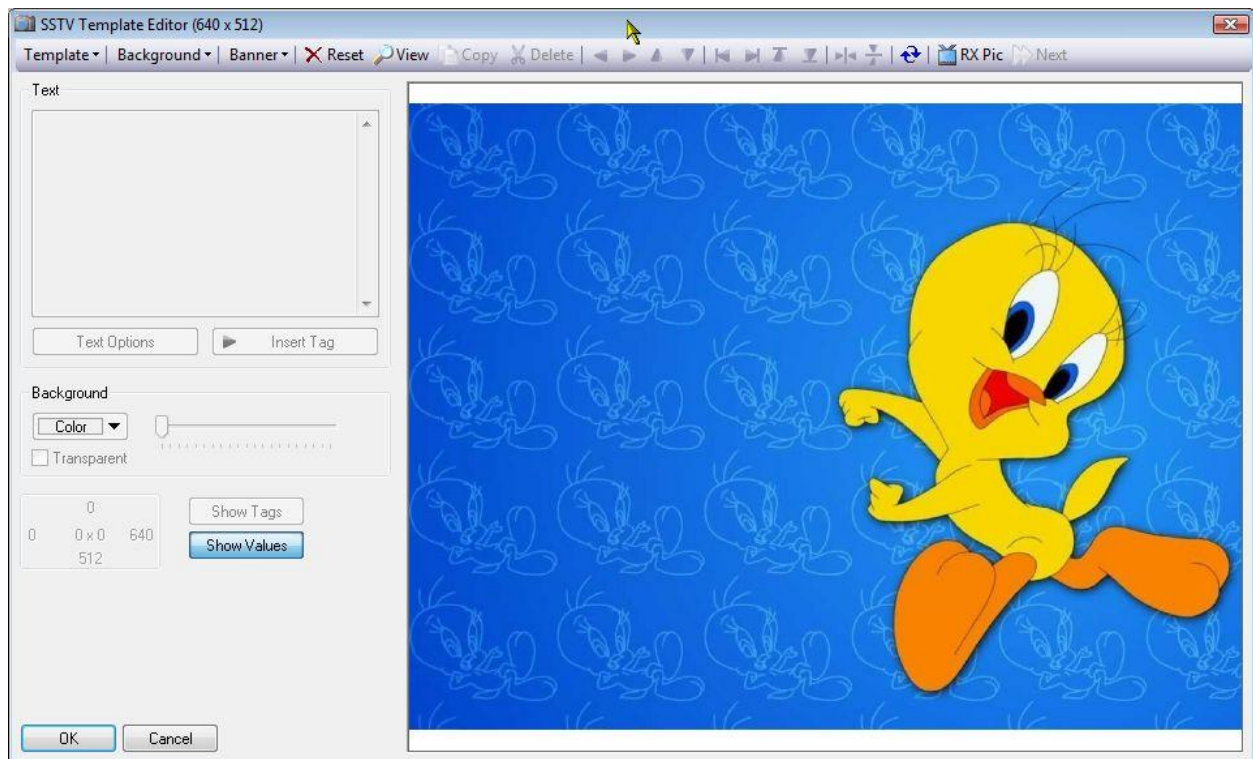 SSTV Template Editor (640 x 512)
Template Background Banner Reset View Copy Delete RX Pic Next
Text
Text Options Insert Tag
Background
Color
Transparent
0
0 0 x 0 640
512
Show Tags
Show Values
OK Cancel